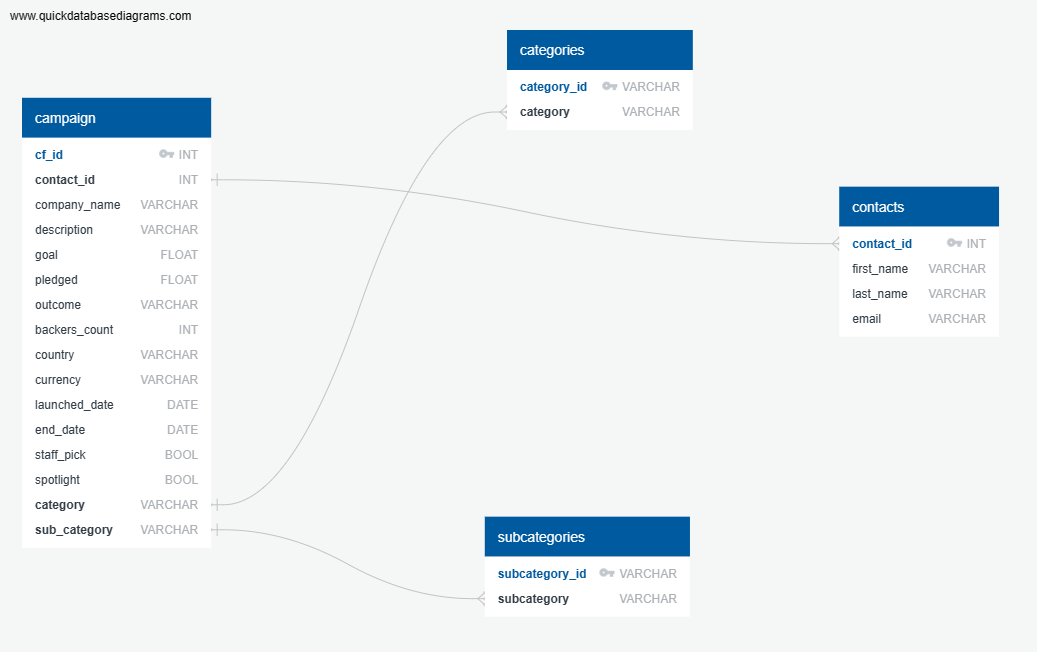 www.quickdatabasediagrams.com
campaign
cf_id INT
contact_id INT
company_name VARCHAR
description VARCHAR
goal FLOAT
pledged FLOAT
outcome VARCHAR
backers_count INT
country VARCHAR
currency VARCHAR
launched_date DATE
end_date DATE
staff_pick BOOL
spotlight BOOL
category VARCHAR
sub_category VARCHAR
categories
category_id VARCHAR
category VARCHAR
contacts
contact_id INT
first_name VARCHAR
last_name VARCHAR
email VARCHAR
subcategories
subcategory_id VARCHAR
subcategory VARCHAR